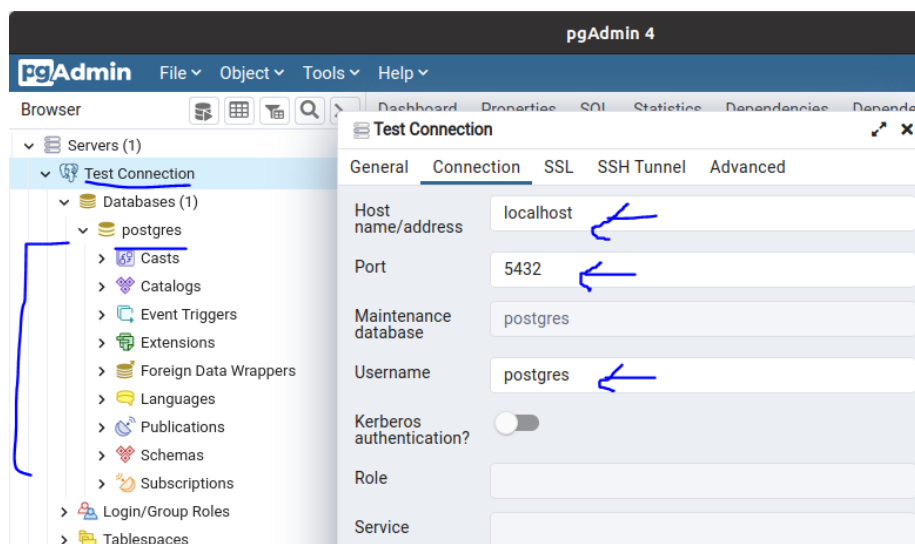 pgAdmin 4
pgAdmin File Object Tools Help
Browser
Dashboard Properties SQL Statistics Dependencies Depende
Servers (1)
Test Connection
Databases (1)
postgres
Casts
Catalogs
Event Triggers
Extensions
Foreign Data Wrappers
Languages
Publications
Schemas
Subscriptions
Login/Group Roles
Tablespaces
Test Connection
General Connection SSL SSH Tunnel Advanced
Host
name/address
localhost
Port
5432
Maintenance
database
postgres
Username
postgres
Kerberos
authentication?
Role
Service